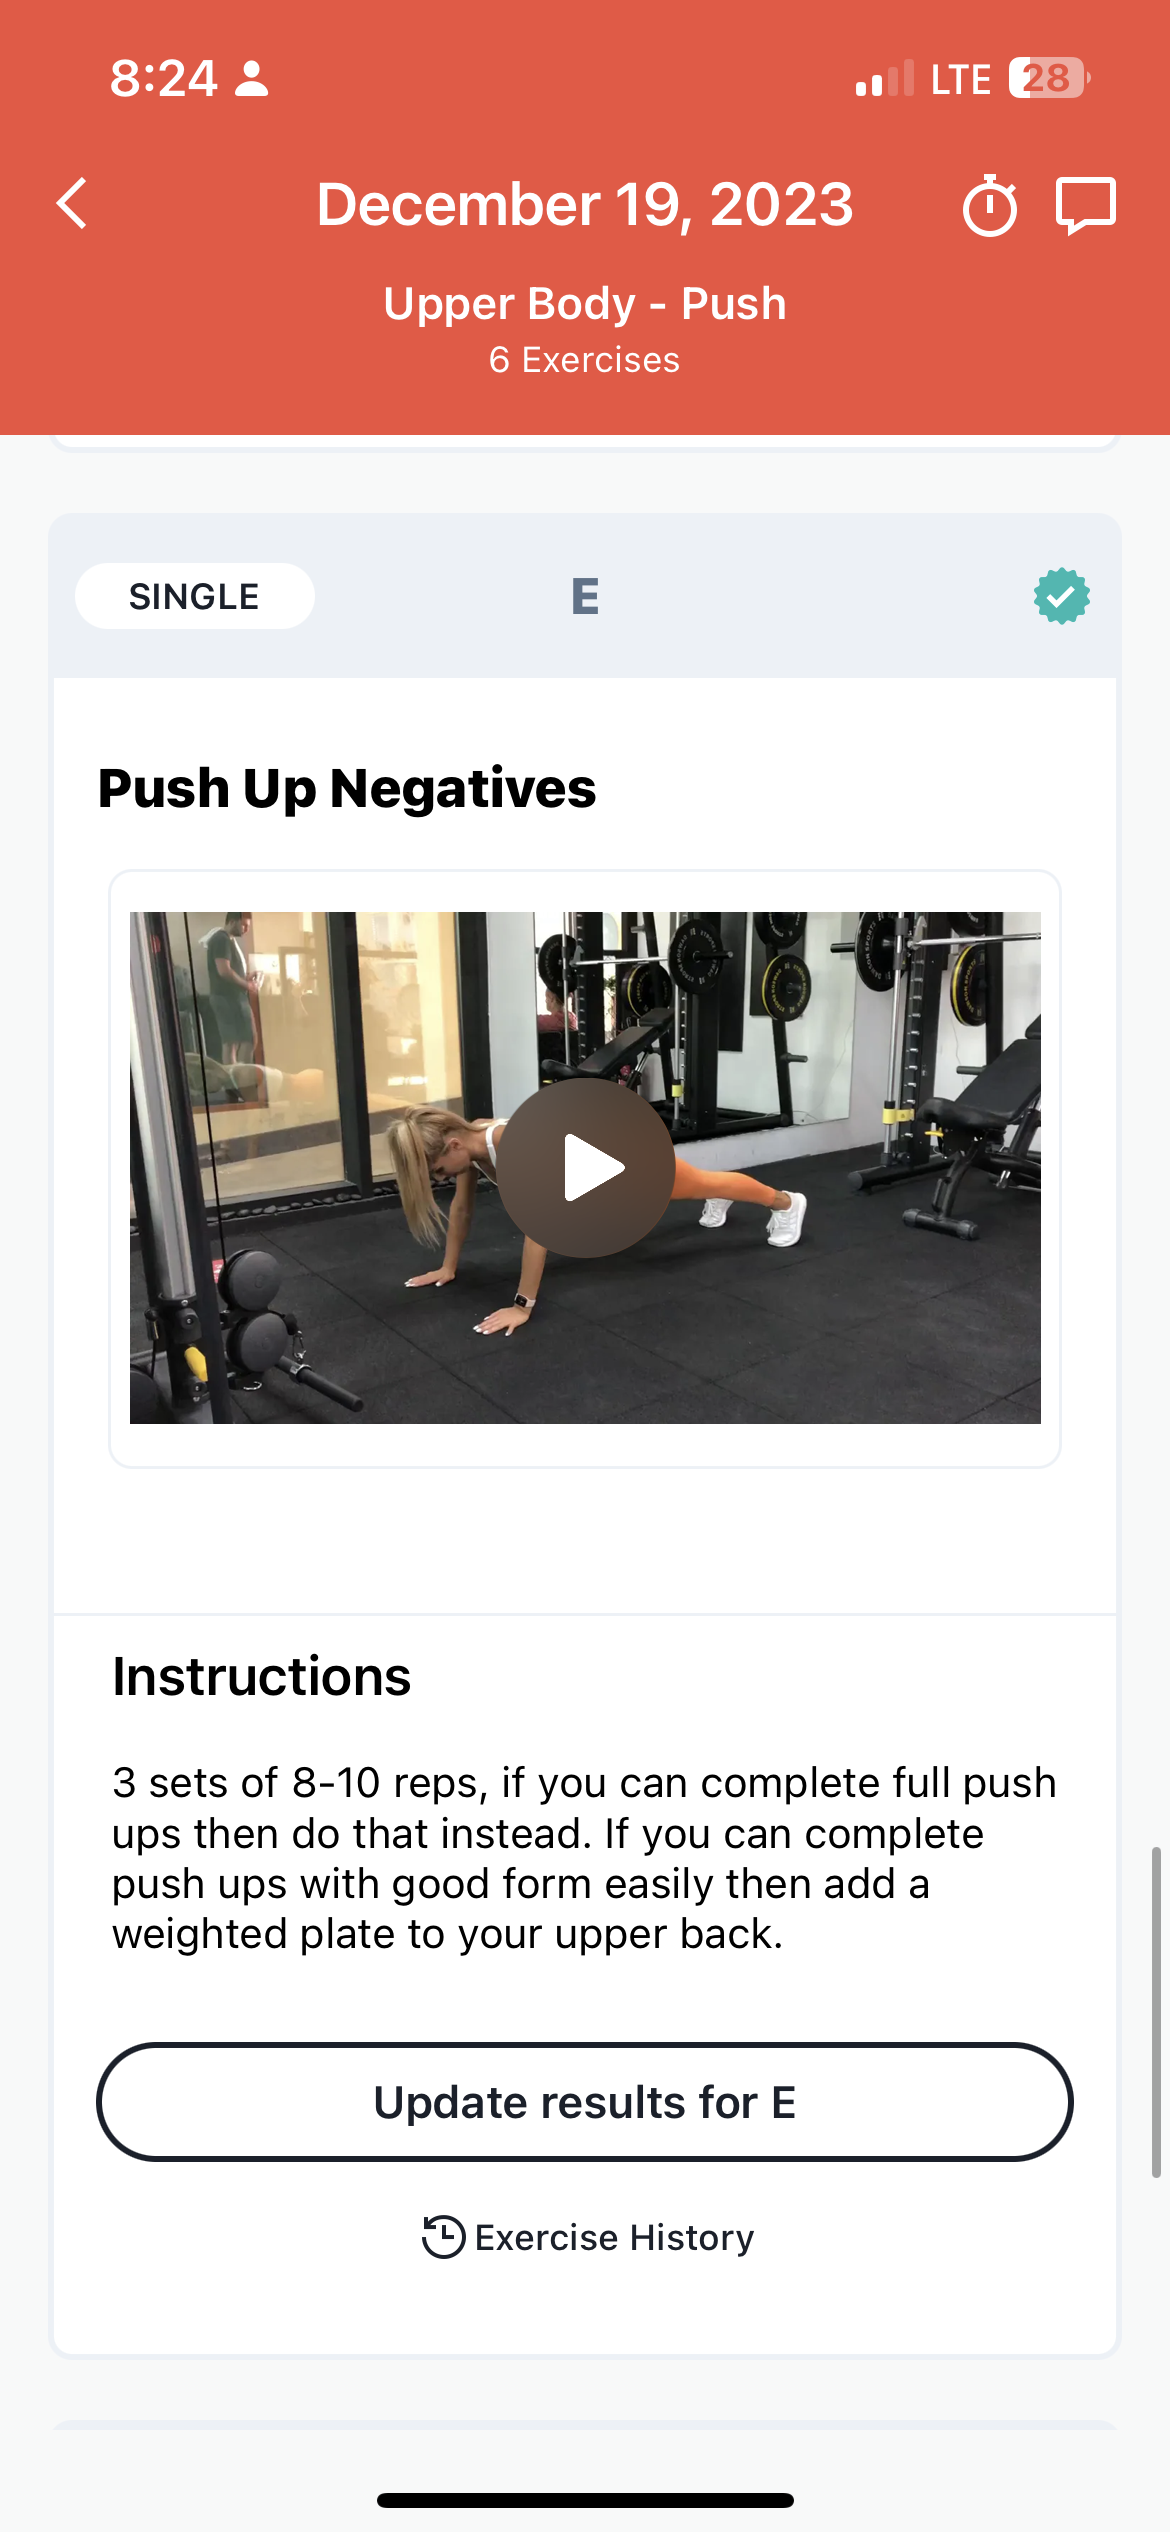 8:24
LTE 28
December 19, 2023
Upper Body - Push
6 Exercises
SINGLE
E
Push Up Negatives
Instructions
3 sets of 8-10 reps, if you can complete full push
ups then do that instead. If you can complete
push ups with good form easily then add a
weighted plate to your upper back.
Update results for E
Exercise History